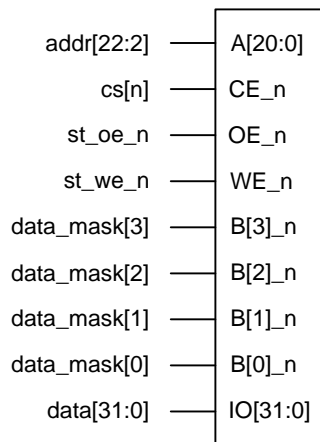 addr[22:2] A[20:0]
cs[n] CE_n
st_oe_n OE_n
st_we_n WE_n
data_mask[3] B[3]_n
data_mask[2] B[2]_n
data_mask[1] B[1]_n
data_mask[0] B[0]_n
data[31:0] IO[31:0]